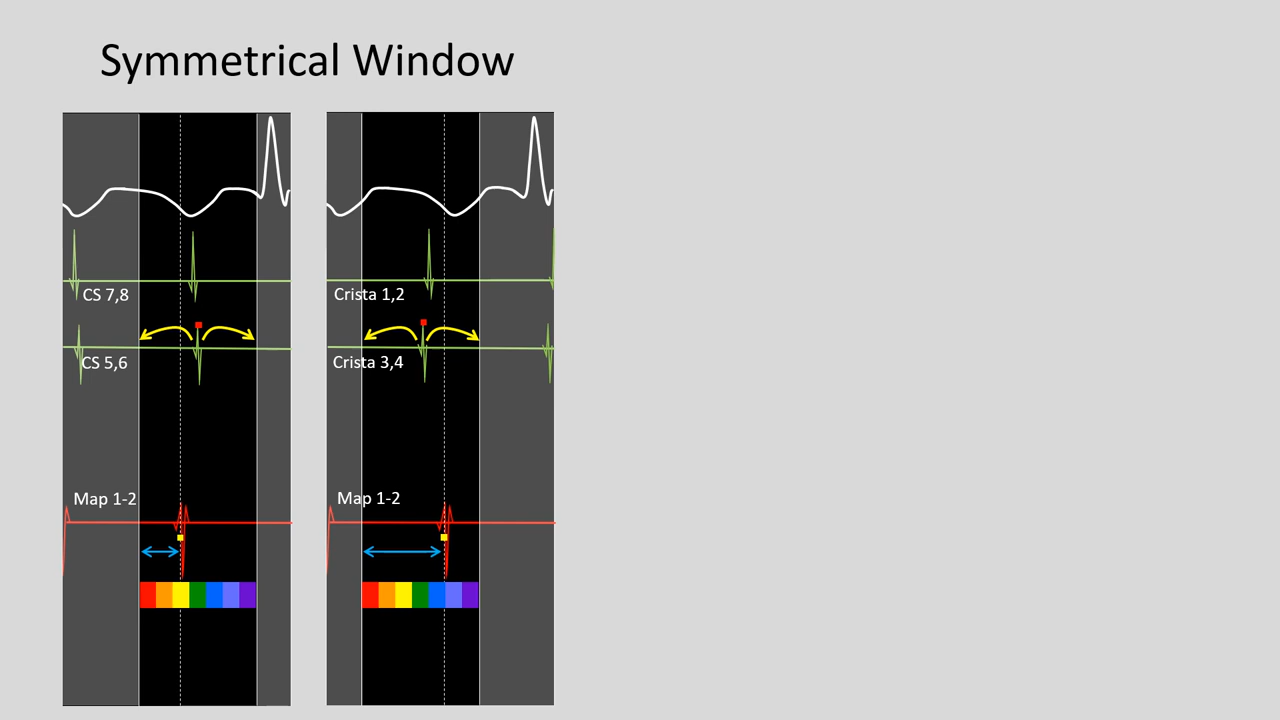 Symmetrical Window
CS 7,8
CS 5,6
Map 1-2
Crista 1,2
Crista 3,4
Map 1-2